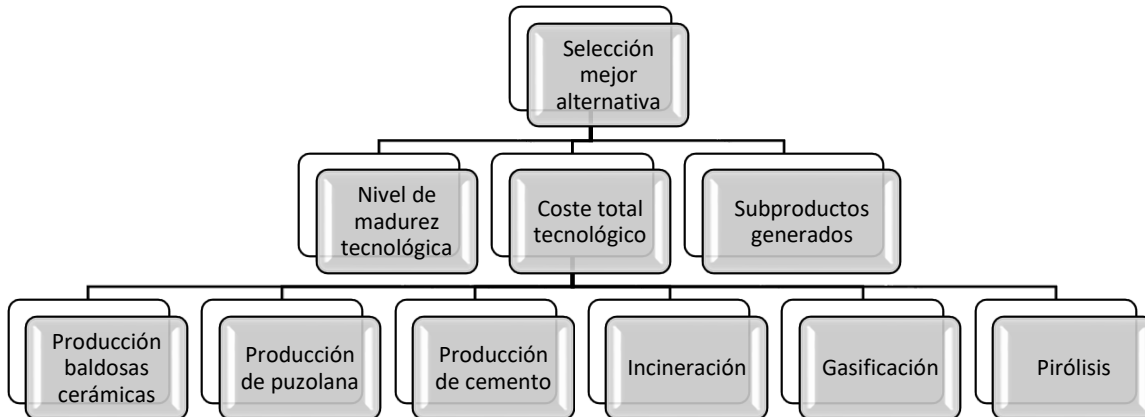 Selección
mejor
alternativa
Nivel de
madurez
tecnológica
Coste total
tecnológico
Subproductos
generados
Producción
baldosas
cerámicas
Producción
de puzolana
Producción
de cemento
Incineración
Gasificación
Pirólisis